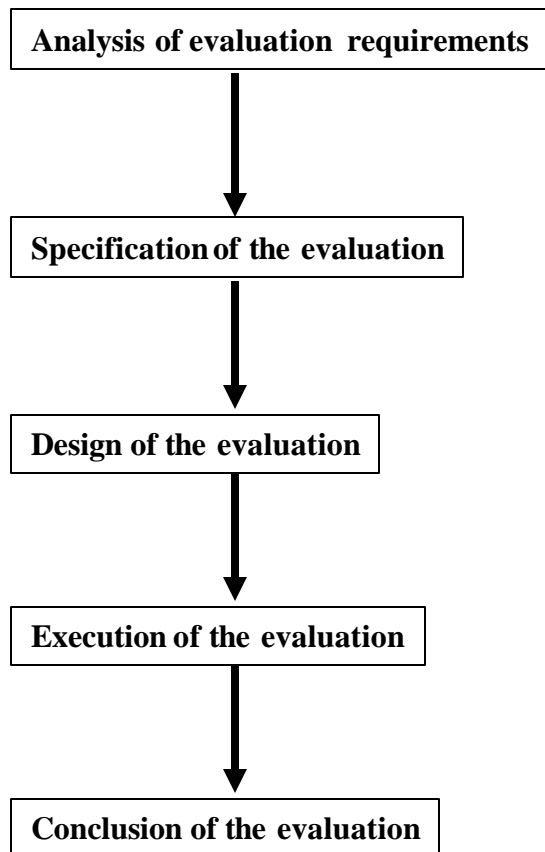 Analysis of evaluation requirements
Specification of the evaluation
Design of the evaluation
Execution of the evaluation
Conclusion of the evaluation